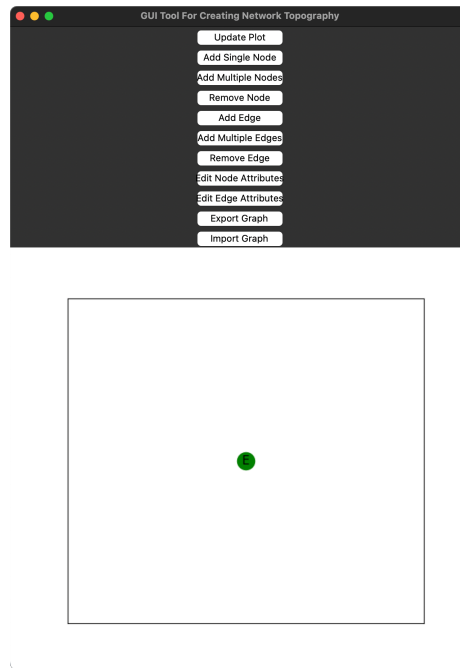 GUI Tool For Creating Network Topography
Update Plot
Add Single Node
Add Multiple Nodes
Remove Node
Add Edge
Add Multiple Edges
Remove Edge
Edit Node Attributes
Edit Edge Attributes
Export Graph
Import Graph
E
\